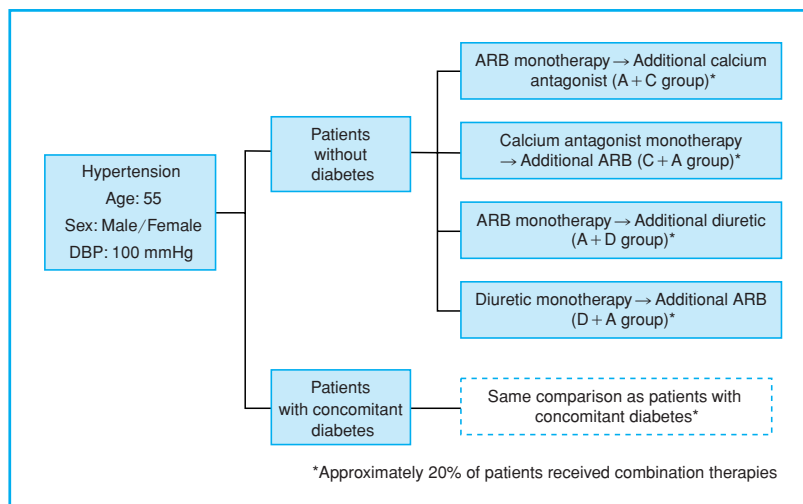 Hypertension
Age: 55
Sex: Male/Female
DBP: 100 mmHg
Patients
without
diabetes
ARB monotherapy → Additional calcium
antagonist (A+C group)*
Calcium antagonist monotherapy
→ Additional ARB (C+A group)*
ARB monotherapy → Additional diuretic
(A+D group)*
Diuretic monotherapy → Additional ARB
(D+A group)*
Patients
with concomitant
diabetes
Same comparison as patients with
concomitant diabetes*
*Approximately 20% of patients received combination therapies